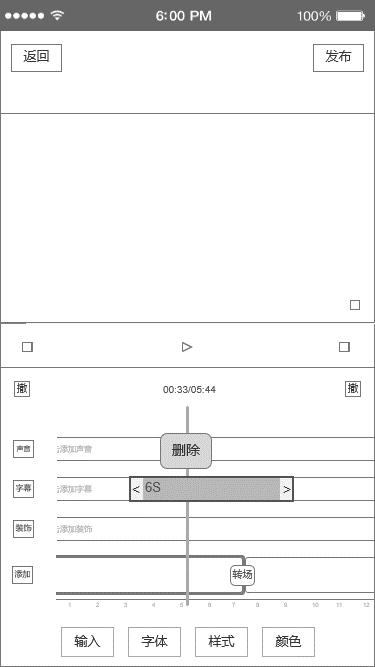 6:00 PM 100%
返回 发布
撤 00:33/05:44 撤
声音 添加声音
删除
字幕 添加字幕 < 6S >
装饰 添加装饰
添加 转场
1 2 3 4 5 6 7 8 9 10 11 12
输入 字体 样式 颜色